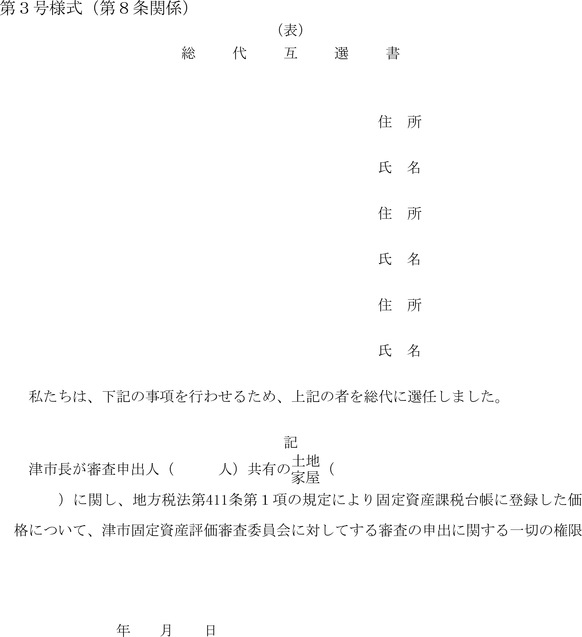 第３号様式（第８条関係）
（表）
総　代　互　選　書
住　所
氏　名
住　所
氏　名
住　所
氏　名
私たちは、下記の事項を行わせるため、上記の者を総代に選任しました。
記
津市長が審査申出人（　　　人）共有の土地家屋（
）に関し、地方税法第411条第１項の規定により固定資産課税台帳に登録した価
格について、津市固定資産評価審査委員会に対してする審査の申出に関する一切の権限
年　　月　　日